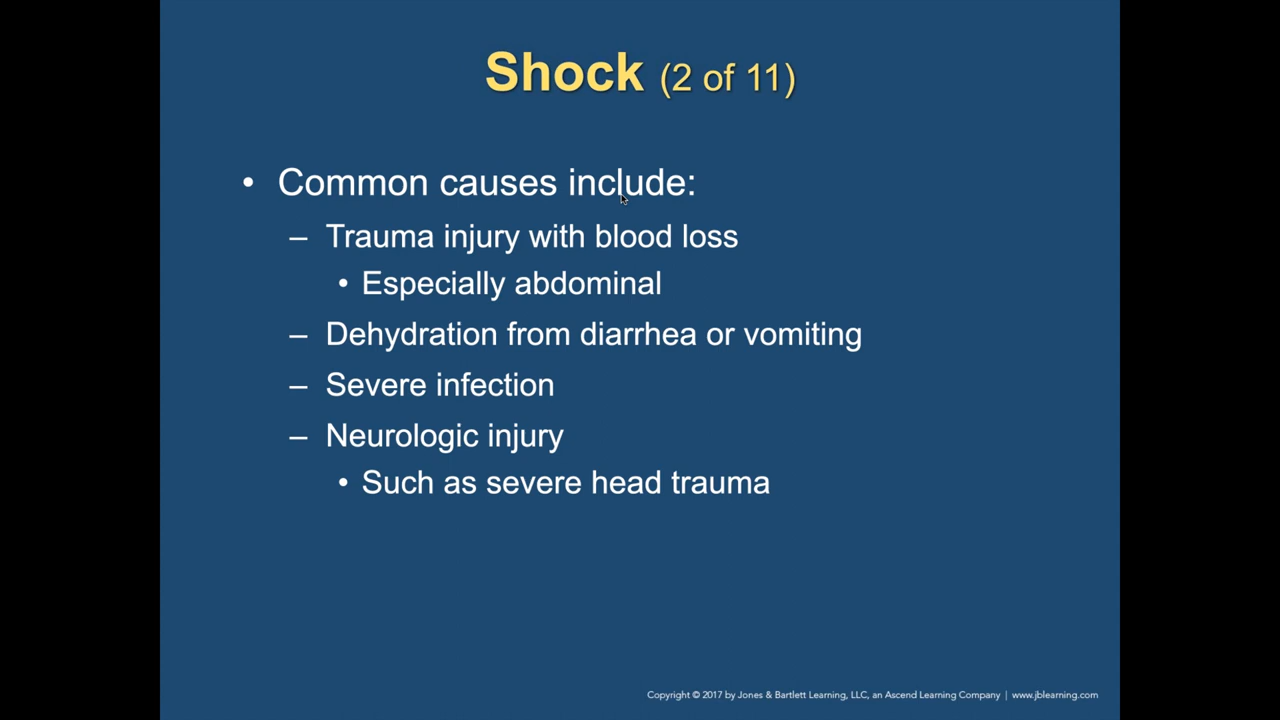 Shock (2 of 11)
• Common causes include:
– Trauma injury with blood loss
• Especially abdominal
– Dehydration from diarrhea or vomiting
– Severe infection
– Neurologic injury
• Such as severe head trauma
Copyright © 2017 by Jones & Bartlett Learning, LLC, an Ascend Learning Company | www.jblearning.com